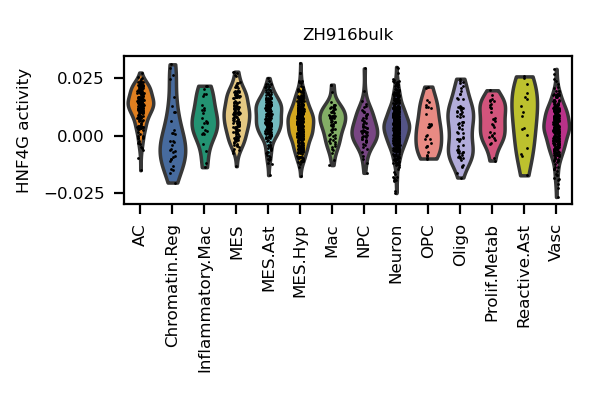 ZH916bulk
HNF4G activity
0.025
0.000
−0.025
AC
Chromatin.Reg
Inflammatory.Mac
MES
MES.Ast
MES.Hyp
Mac
NPC
Neuron
OPC
Oligo
Prolif.Metab
Reactive.Ast
Vasc